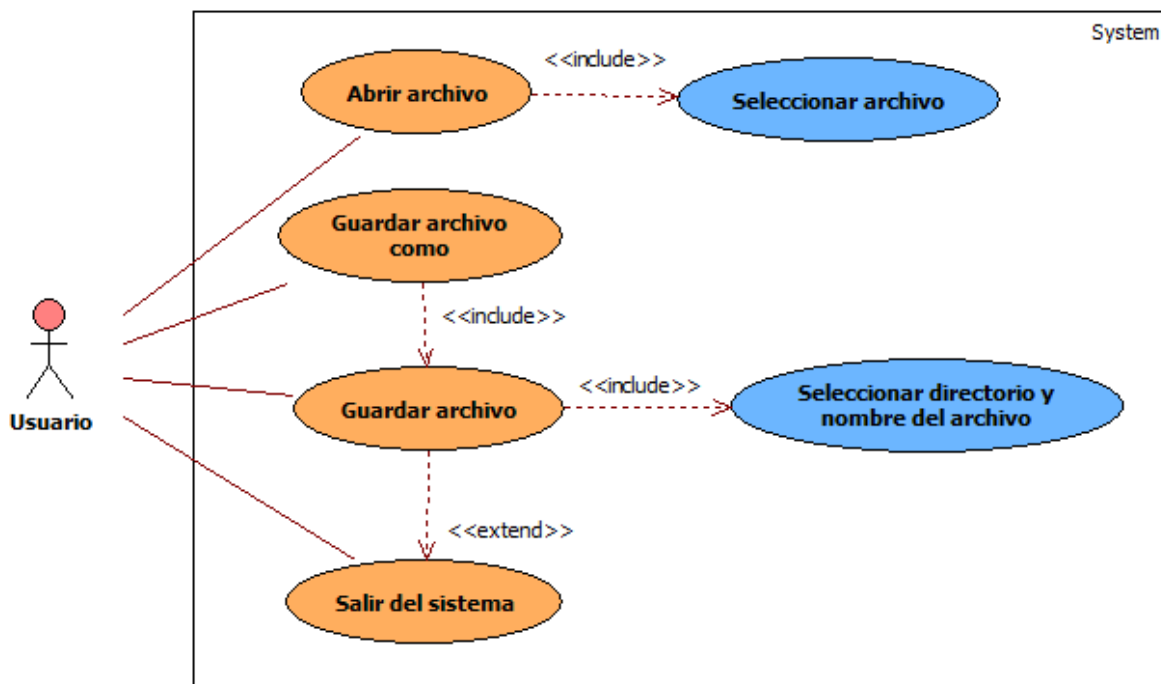 System
<<include>>
Abrir archivo
Seleccionar archivo
Guardar archivo
como
<<include>>
Usuario
Guardar archivo
<<include>>
Seleccionar directorio y
nombre del archivo
<<extend>>
Salir del sistema